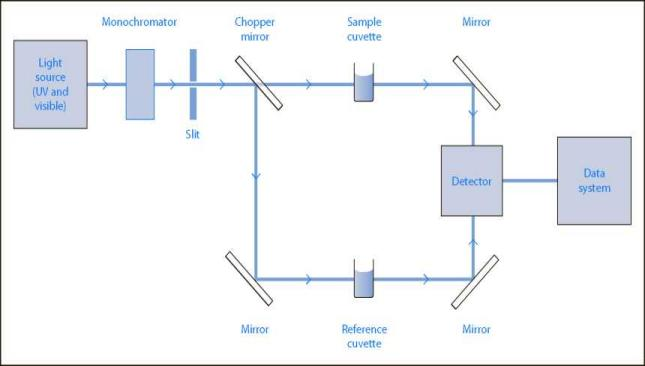 Monochromator
Chopper
mirror
Sample
cuvette
Mirror
Light
source
(UV and
visible)
Slit
Detector
Data
system
Mirror
Reference
cuvette
Mirror